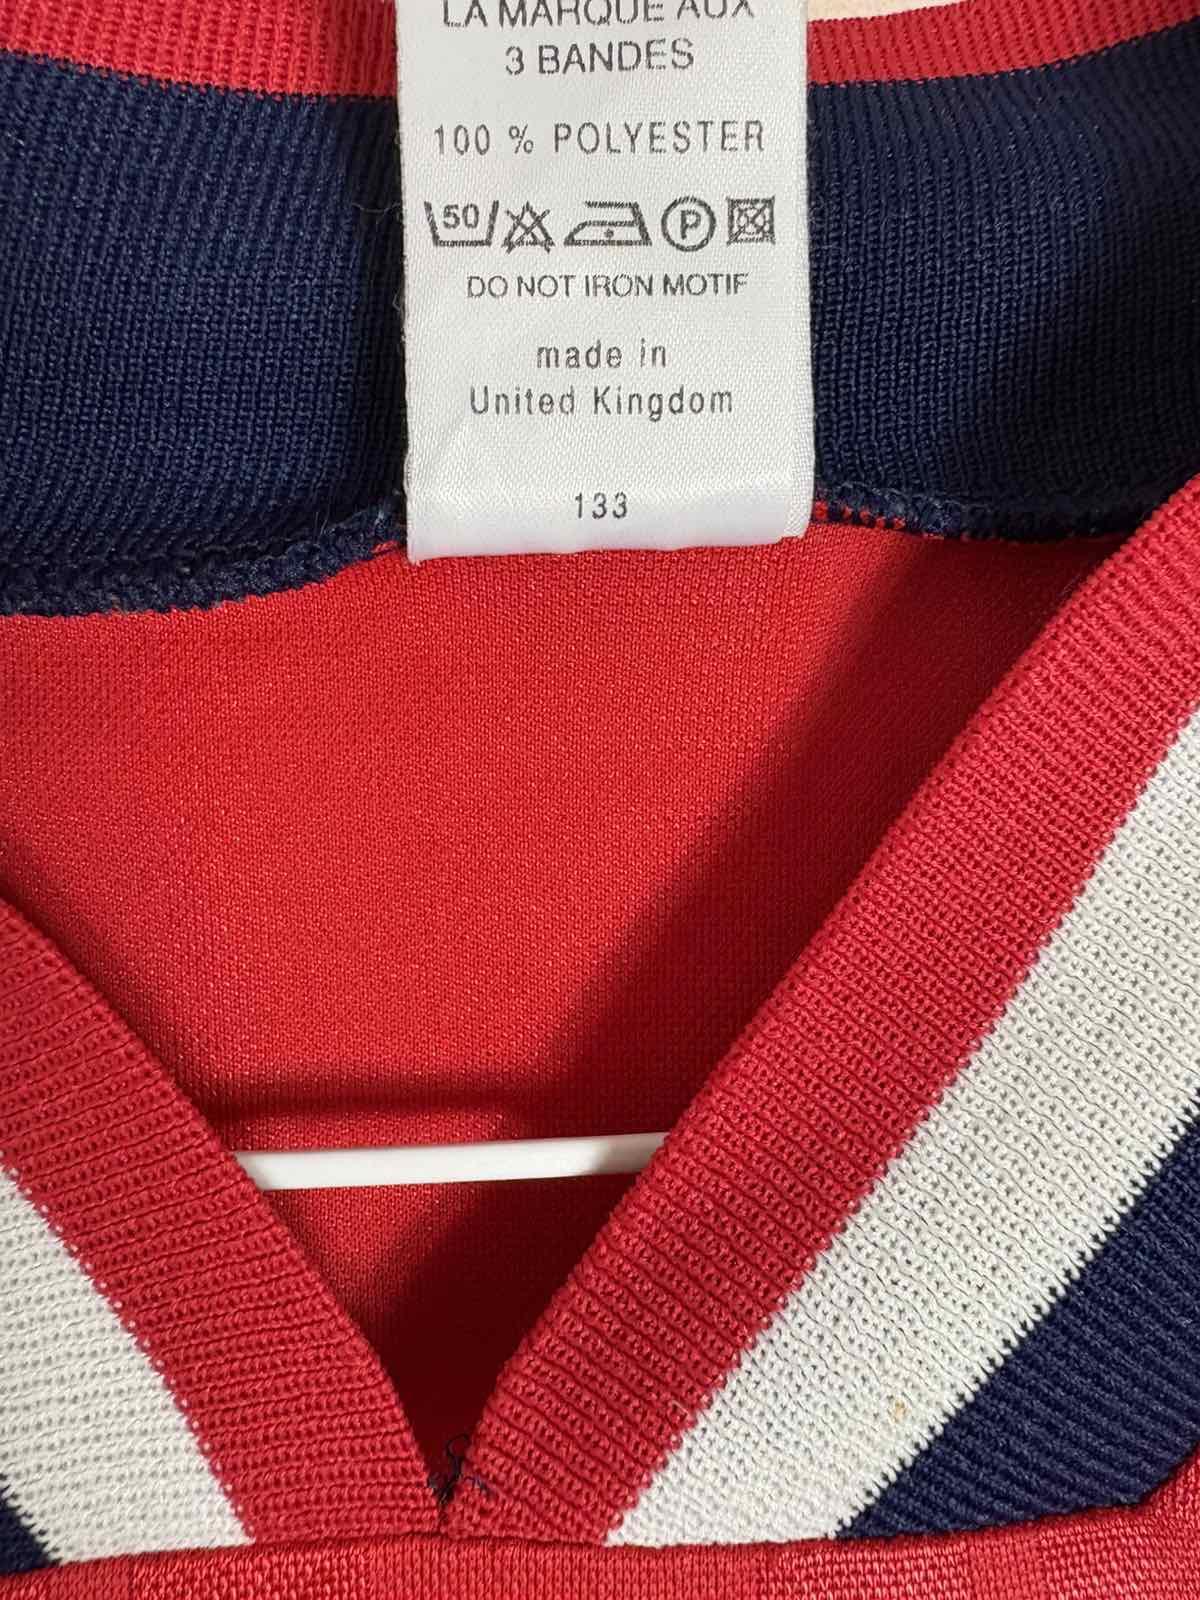 LA MARQUE AUX
3 BANDES
100 % POLYESTER
50 P
DO NOT IRON MOTIF
made in
United Kingdom
133